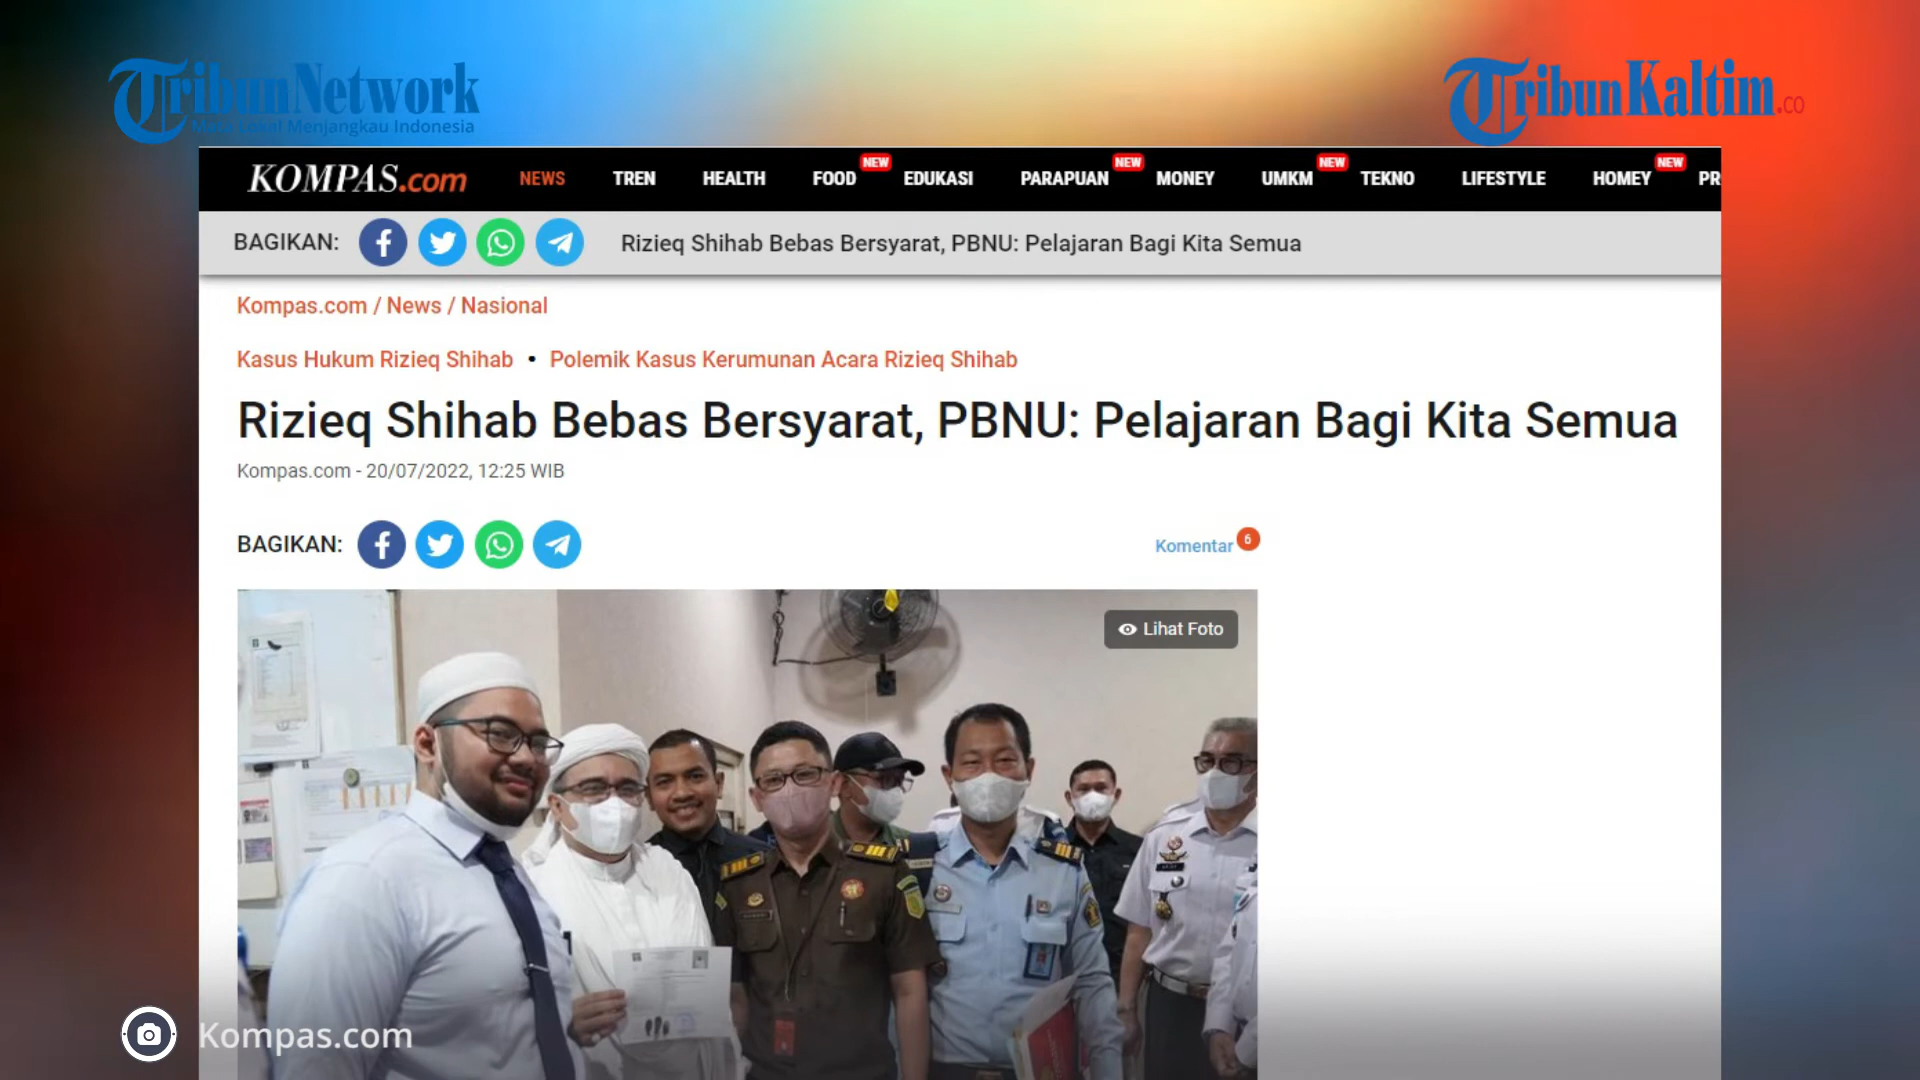 TribunNetwork
Mata Lokal Menjangkau Indonesia
TribunKaltim.co
KOMPAS.com NEWS TREN HEALTH FOOD NEW EDUKASI PARAPUAN NEW MONEY UMKM NEW TEKNO LIFESTYLE HOMEY NEW PR
BAGIKAN: Rizieq Shihab Bebas Bersyarat, PBNU: Pelajaran Bagi Kita Semua
Kompas.com / News / Nasional
Kasus Hukum Rizieq Shihab • Polemik Kasus Kerumunan Acara Rizieq Shihab
Rizieq Shihab Bebas Bersyarat, PBNU: Pelajaran Bagi Kita Semua
Kompas.com - 20/07/2022, 12:25 WIB
BAGIKAN:
Komentar 6
Lihat Foto
Kompas.com